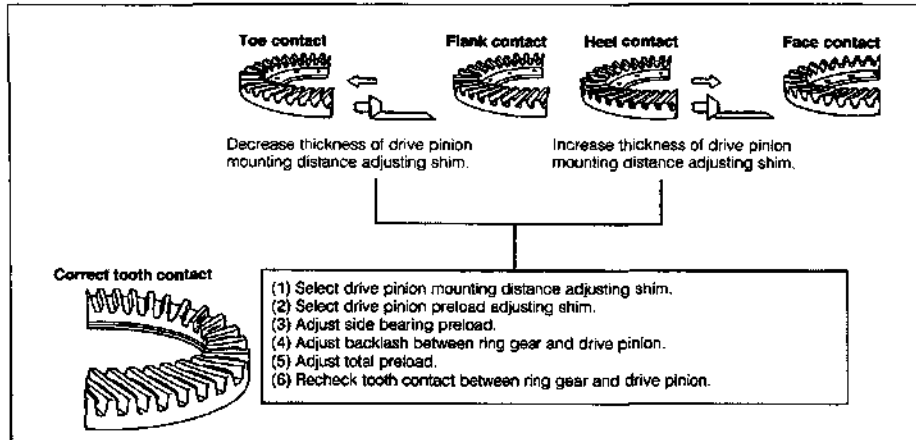 Toe contact
Flank contact
Heel contact
Face contact
Decrease thickness of drive pinion
mounting distance adjusting shim.
Increase thickness of drive pinion
mounting distance adjusting shim.
Correct tooth contact
(1) Select drive pinion mounting distance adjusting shim.
(2) Select drive pinion preload adjusting shim.
(3) Adjust side bearing preload.
(4) Adjust backlash between ring gear and drive pinion.
(5) Adjust total preload.
(6) Recheck tooth contact between ring gear and drive pinion.